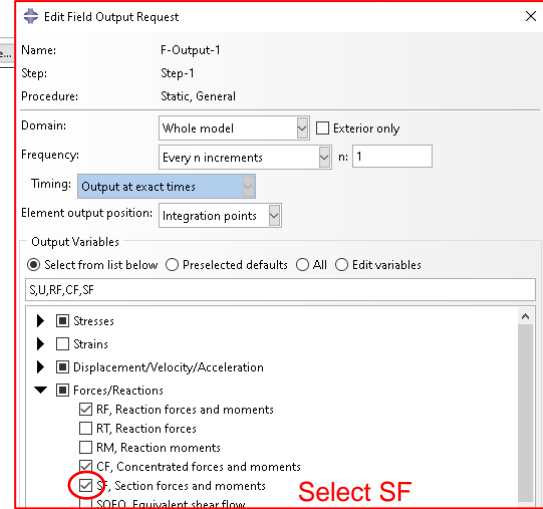 Edit Field Output Request
e...
Name: F-Output-1
Step: Step-1
Procedure: Static, General
Domain: Whole model Exterior only
Frequency: Every n increments n: 1
Timing: Output at exact times
Element output position: Integration points
Output Variables
Select from list below Preselected defaults All Edit variables
S,U,RF,CF,SF
Stresses
Strains
Displacement/Velocity/Acceleration
Forces/Reactions
RF, Reaction forces and moments
RT, Reaction forces
RM, Reaction moments
CF, Concentrated forces and moments
SF, Section forces and moments
Select SF
SOFO, Equivalent shear flow